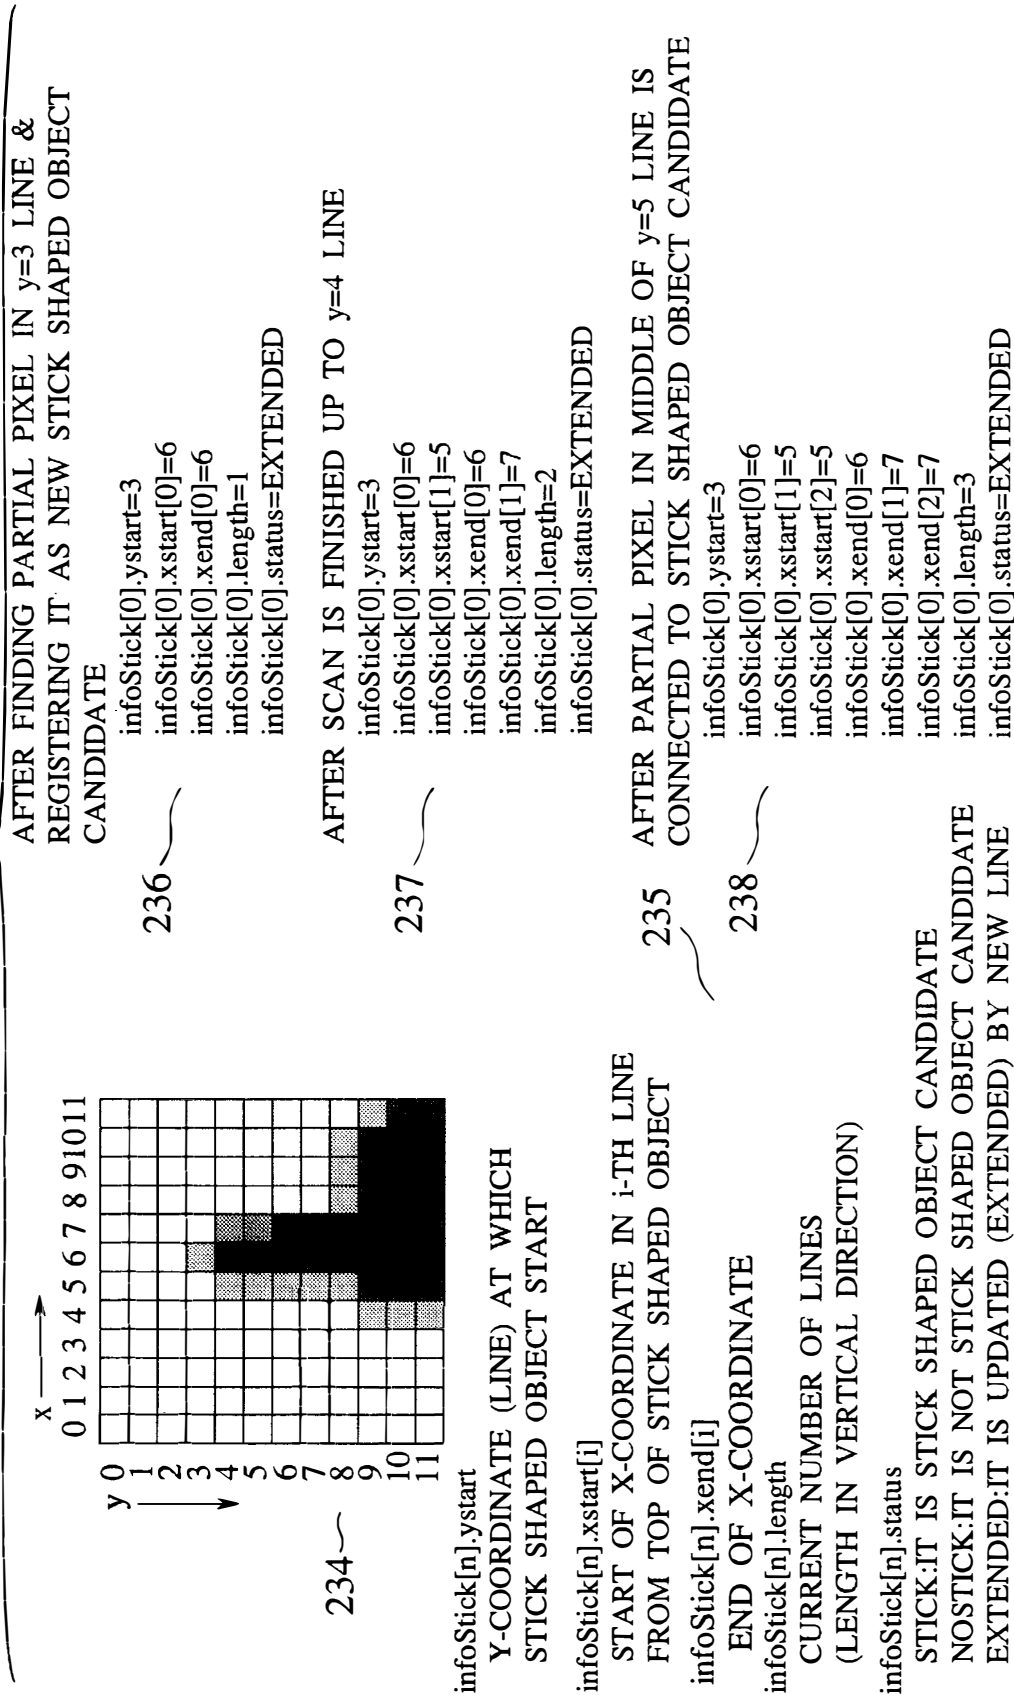 x
0 1 2 3 4 5 6 7 8 9 10 11
y
0
1
2
3
4
5
6
7
8
9
10
11
234
infoStick[n].ystart
Y-COORDINATE (LINE) AT WHICH
STICK SHAPED OBJECT START
infoStick[n].xstart[i]
START OF X-COORDINATE IN i-TH LINE
FROM TOP OF STICK SHAPED OBJECT
infoStick[n].xend[i]
END OF X-COORDINATE
infoStick[n].length
CURRENT NUMBER OF LINES
(LENGTH IN VERTICAL DIRECTION)
infoStick[n].status
STICK:IT IS STICK SHAPED OBJECT CANDIDATE
NOSTICK:IT IS NOT STICK SHAPED OBJECT CANDIDATE
EXTENDED:IT IS UPDATED (EXTENDED) BY NEW LINE
235
AFTER FINDING PARTIAL PIXEL IN y=3 LINE &
REGISTERING IT AS NEW STICK SHAPED OBJECT
CANDIDATE
236
infoStick[0].ystart=3
infoStick[0].xstart[0]=6
infoStick[0].xend[0]=6
infoStick[0].length=1
infoStick[0].status=EXTENDED
AFTER SCAN IS FINISHED UP TO y=4 LINE
237
infoStick[0].ystart=3
infoStick[0].xstart[0]=6
infoStick[0].xstart[1]=5
infoStick[0].xend[0]=6
infoStick[0].xend[1]=7
infoStick[0].length=2
infoStick[0].status=EXTENDED
AFTER PARTIAL PIXEL IN MIDDLE OF y=5 LINE IS
CONNECTED TO STICK SHAPED OBJECT CANDIDATE
238
infoStick[0].ystart=3
infoStick[0].xstart[0]=6
infoStick[0].xstart[1]=5
infoStick[0].xstart[2]=5
infoStick[0].xend[0]=6
infoStick[0].xend[1]=7
infoStick[0].xend[2]=7
infoStick[0].length=3
infoStick[0].status=EXTENDED